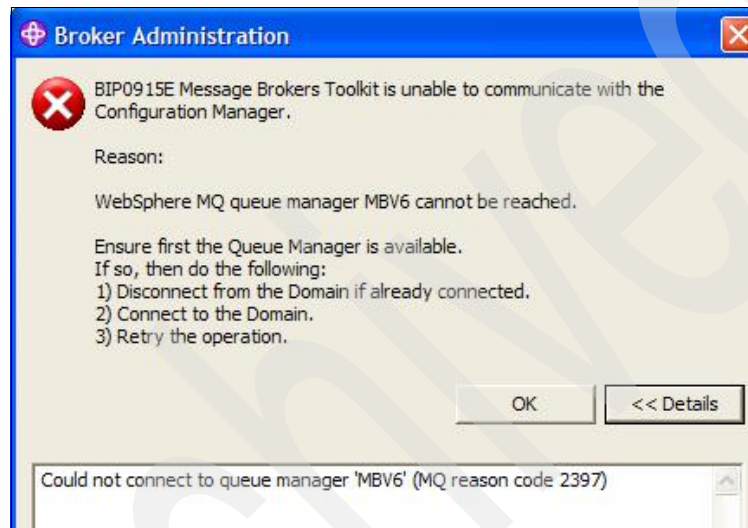 Broker Administration
BIP0915E Message Brokers Toolkit is unable to communicate with the
Configuration Manager.
Reason:
WebSphere MQ queue manager MBV6 cannot be reached.
Ensure first the Queue Manager is available.
If so, then do the following:
1) Disconnect from the Domain if already connected.
2) Connect to the Domain.
3) Retry the operation.
OK
<< Details
Could not connect to queue manager 'MBV6' (MQ reason code 2397)